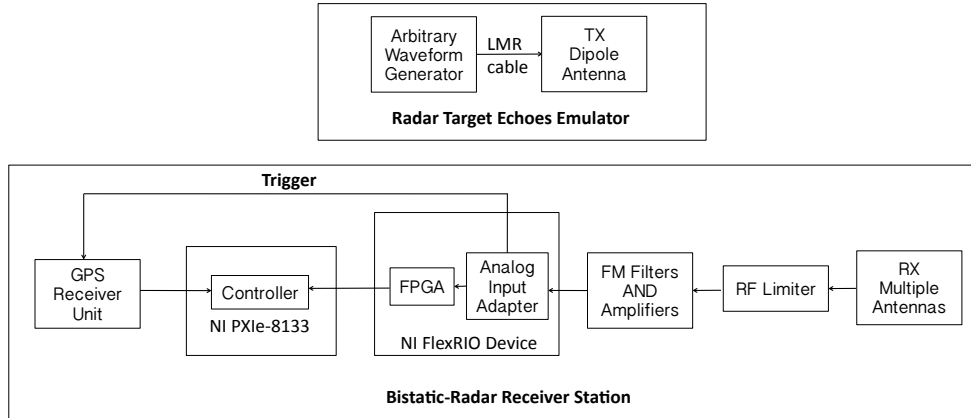 Arbitrary
Waveform
Generator
LMR
cable
TX
Dipole
Antenna
Radar Target Echoes Emulator
Trigger
GPS
Receiver
Unit
Controller
NI PXIe-8133
FPGA
Analog
Input
Adapter
NI FlexRIO Device
FM Filters
AND
Amplifiers
RF Limiter
RX
Multiple
Antennas
Bistatic-Radar Receiver Station